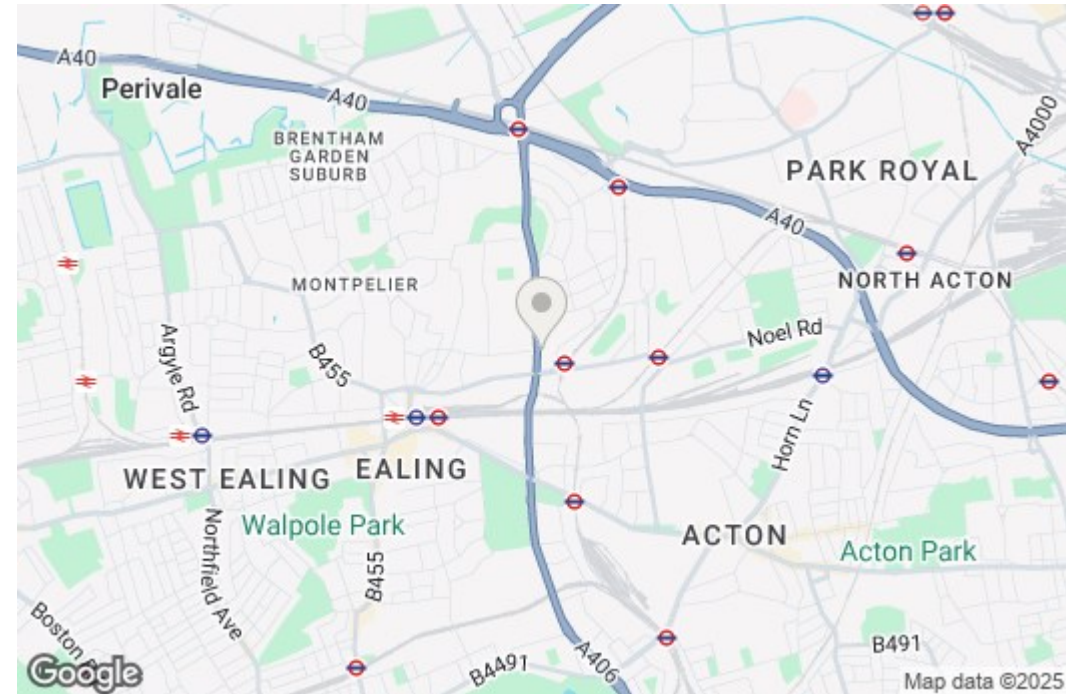 A40
Perivale
A40
BRENTHAM
GARDEN
SUBURB
A4000
PARK ROYAL
A40
MONTPELIER
NORTH ACTON
Argyle Rd
B455
Noel Rd
Horn Ln
WEST EALING
EALING
Walpole Park
Northfield Ave
B455
ACTON
Acton Park
Boston
B4491
A406
B491
Google
Map data ©2025